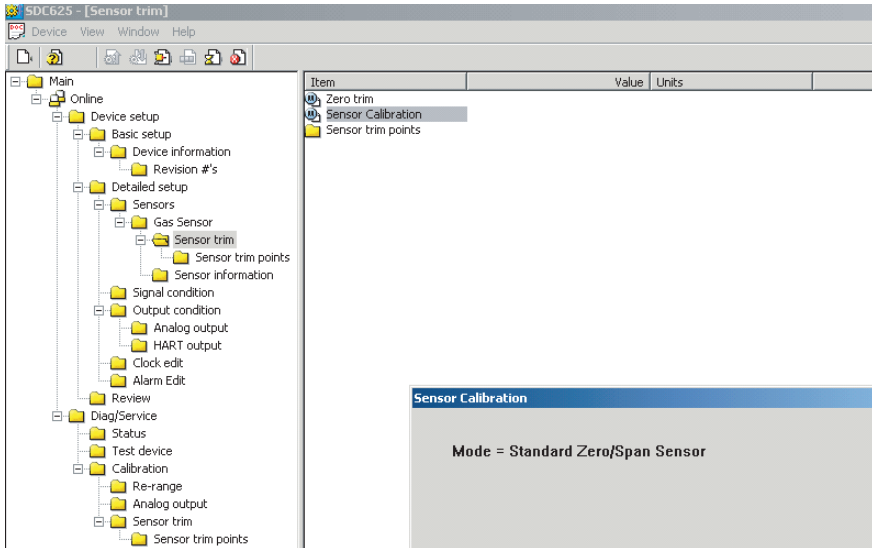 SDC625 - [Sensor trim]
DOC Device View Window Help
Main
Online
Device setup
Basic setup
Device information
Revision #'s
Detailed setup
Sensors
Gas Sensor
Sensor trim
Sensor trim points
Sensor information
Signal condition
Output condition
Analog output
HART output
Clock edit
Alarm Edit
Review
Diag/Service
Status
Test device
Calibration
Re-range
Analog output
Sensor trim
Sensor trim points
Item Value Units
Zero trim
Sensor Calibration
Sensor trim points
Sensor Calibration
Mode = Standard Zero/Span Sensor